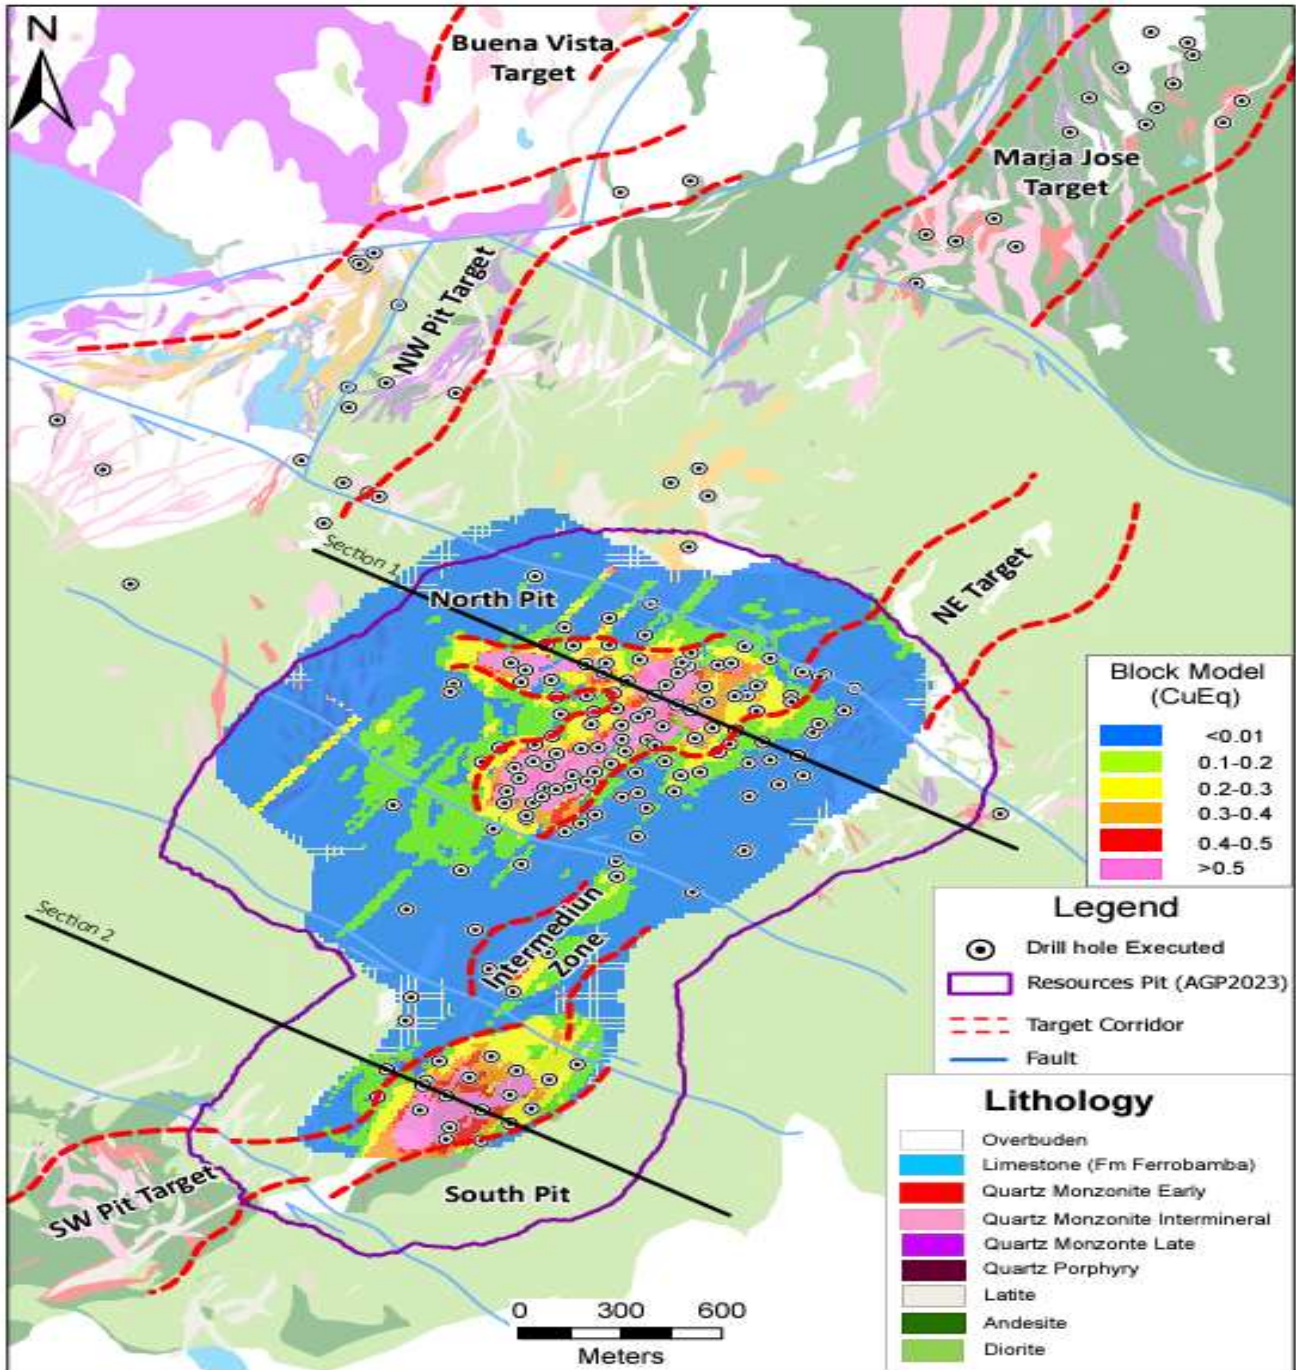 N
Buena Vista
Target
Maria Jose
Target
NW Pit Target
Section 1
North Pit
NE Target
Block Model
(CuEq)
<0.01
0.1-0.2
0.2-0.3
0.3-0.4
0.4-0.5
>0.5
Section 2
Intermediun
Zone
Legend
Drill hole Executed
Resources Pit (AGP2023)
Target Corridor
Fault
SW Pit Target
South Pit
Lithology
Overbuden
Limestone (Fm Ferrobamba)
Quartz Monzonite Early
Quartz Monzonite Intermineral
Quartz Monzonte Late
Quartz Porphyry
Latite
Andesite
Diorite
0 300 600
Meters